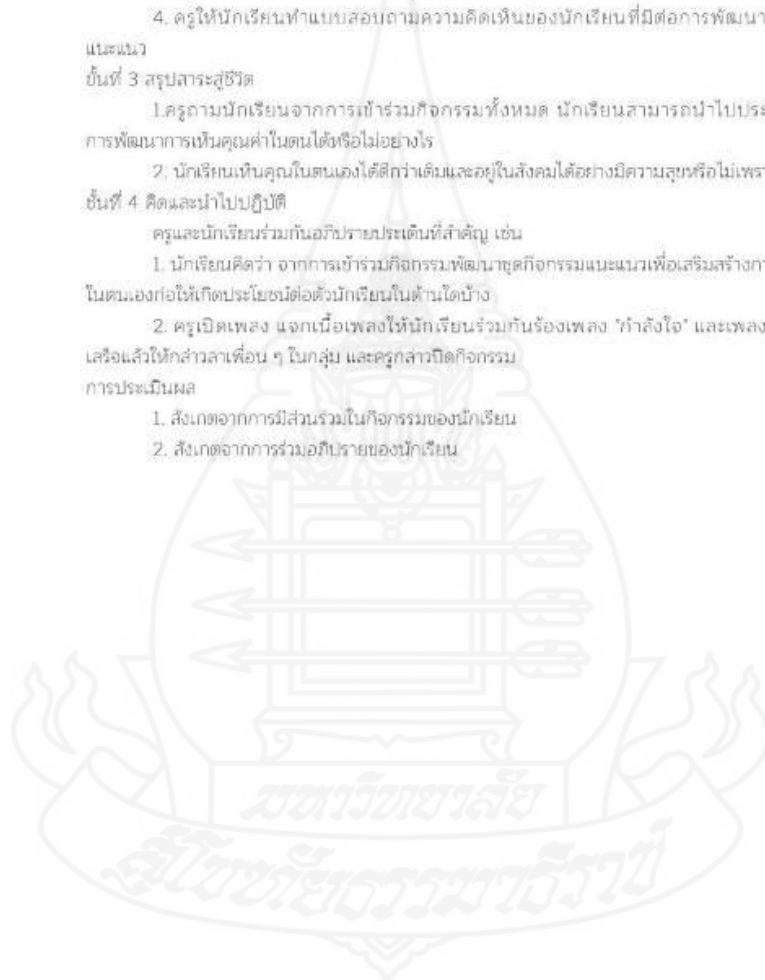 4. ครูให้นักเรียนทำแบบสอบถามความคิดเห็นของนักเรียนที่มีต่อการพัฒนา
แนะแนว
ขั้นที่ 3 สรุปสาระสู่ชีวิต
1.ครูถามนักเรียนจากการเข้าร่วมกิจกรรมทั้งหมด นักเรียนสามารถนำไปประ
การพัฒนาการเห็นคุณค่าในตนได้หรือไม่อย่างไร
2. นักเรียนเห็นคุณในตนเองได้ดีกว่าเดิมและอยู่ในสังคมได้อย่างมีความสุขหรือไม่เพรา
ขั้นที่ 4 คิดและนำไปปฏิบัติ
ครูและนักเรียนร่วมกันอภิปรายประเด็นที่สำคัญ เช่น
1. นักเรียนคิดว่า จากการเข้าร่วมกิจกรรมพัฒนาชุดกิจกรรมแนะแนวเพื่อเสริมสร้างกา
ในตนเองก่อให้เกิดประโยชน์ต่อตัวนักเรียนในด้านใดบ้าง
2. ครูเปิดเพลง แจกเนื้อเพลงให้นักเรียนร่วมกันร้องเพลง "กำลังใจ" และเพลง
เสร็จแล้วให้กล่าวลาเพื่อน ๆ ในกลุ่ม และครูกล่าวปิดกิจกรรม
การประเมินผล
1. สังเกตจากการมีส่วนร่วมในกิจกรรมของนักเรียน
2. สังเกตจากการร่วมอภิปรายของนักเรียน
มหาวิทยาลัย
สุโขทัยธรรมาธิราช